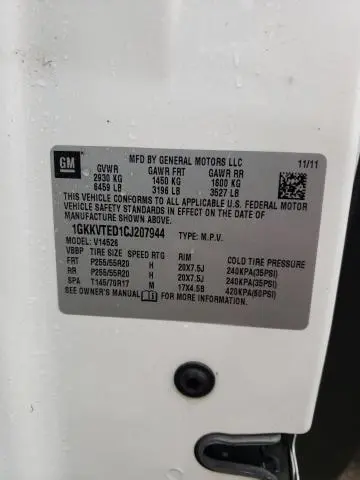 GM
MFD BY GENERAL MOTORS LLC
11/11
GVWR GAWR FRT GAWR RR
2930 KG 1450 KG 1600 KG
6459 LB 3196 LB 3527 LB
THIS VEHICLE CONFORMS TO ALL APPLICABLE U.S. FEDERAL MOTOR
VEHICLE SAFETY AND THEFT PREVENTION STANDARDS IN EFFECT ON THE DATE OF
MANUFACTURE SHOWN ABOVE.
1GKKVTED1CJ207944 TYPE: M.P.V.
MODEL: V14526
VBBP TIRE SIZE SPEED RTG RIM COLD TIRE PRESSURE
FRT P255/55R20 H 20X7.5J 240KPA(35PSI)
RR P255/55R20 H 20X7.5J 240KPA(35PSI)
SPA T145/70R17 M 17X4.5B 420KPA(60PSI)
SEE OWNER'S MANUAL FOR MORE INFORMATION.